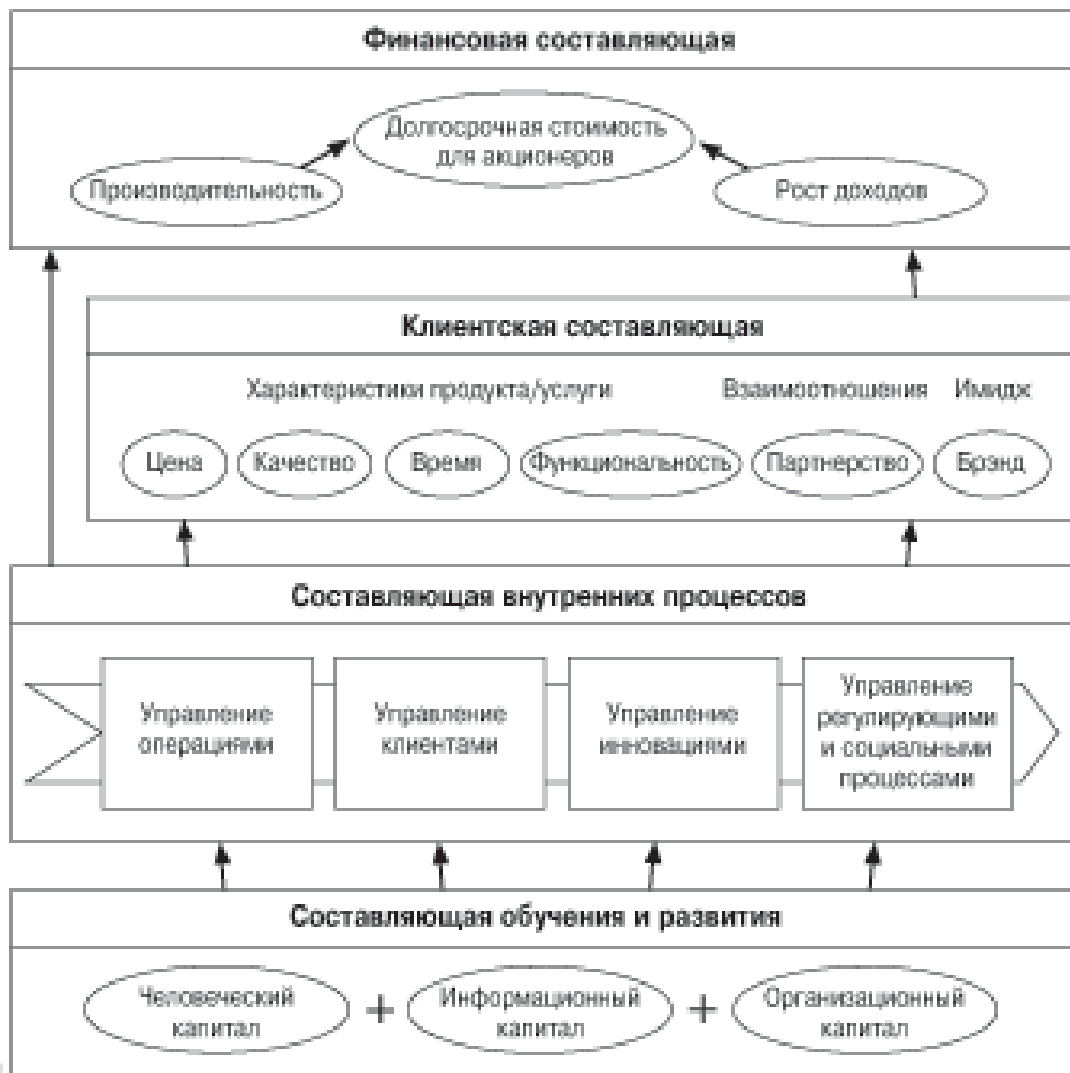 Финансовая составляющая
Долгосрочная стоимость
для акционеров
Производительность
Рост доходов
Клиентская составляющая
Характеристики продукта/услуги
Взаимоотношения
Имидж
Цена
Качество
Время
Функциональность
Партнерство
Брэнд
Составляющая внутренних процессов
Управление
операциями
Управление
клиентами
Управление
инновациями
Управление
регулирующими
и социальными
процессами
Составляющая обучения и развития
Человеческий
капитал
+
Информационный
капитал
+
Организационный
капитал